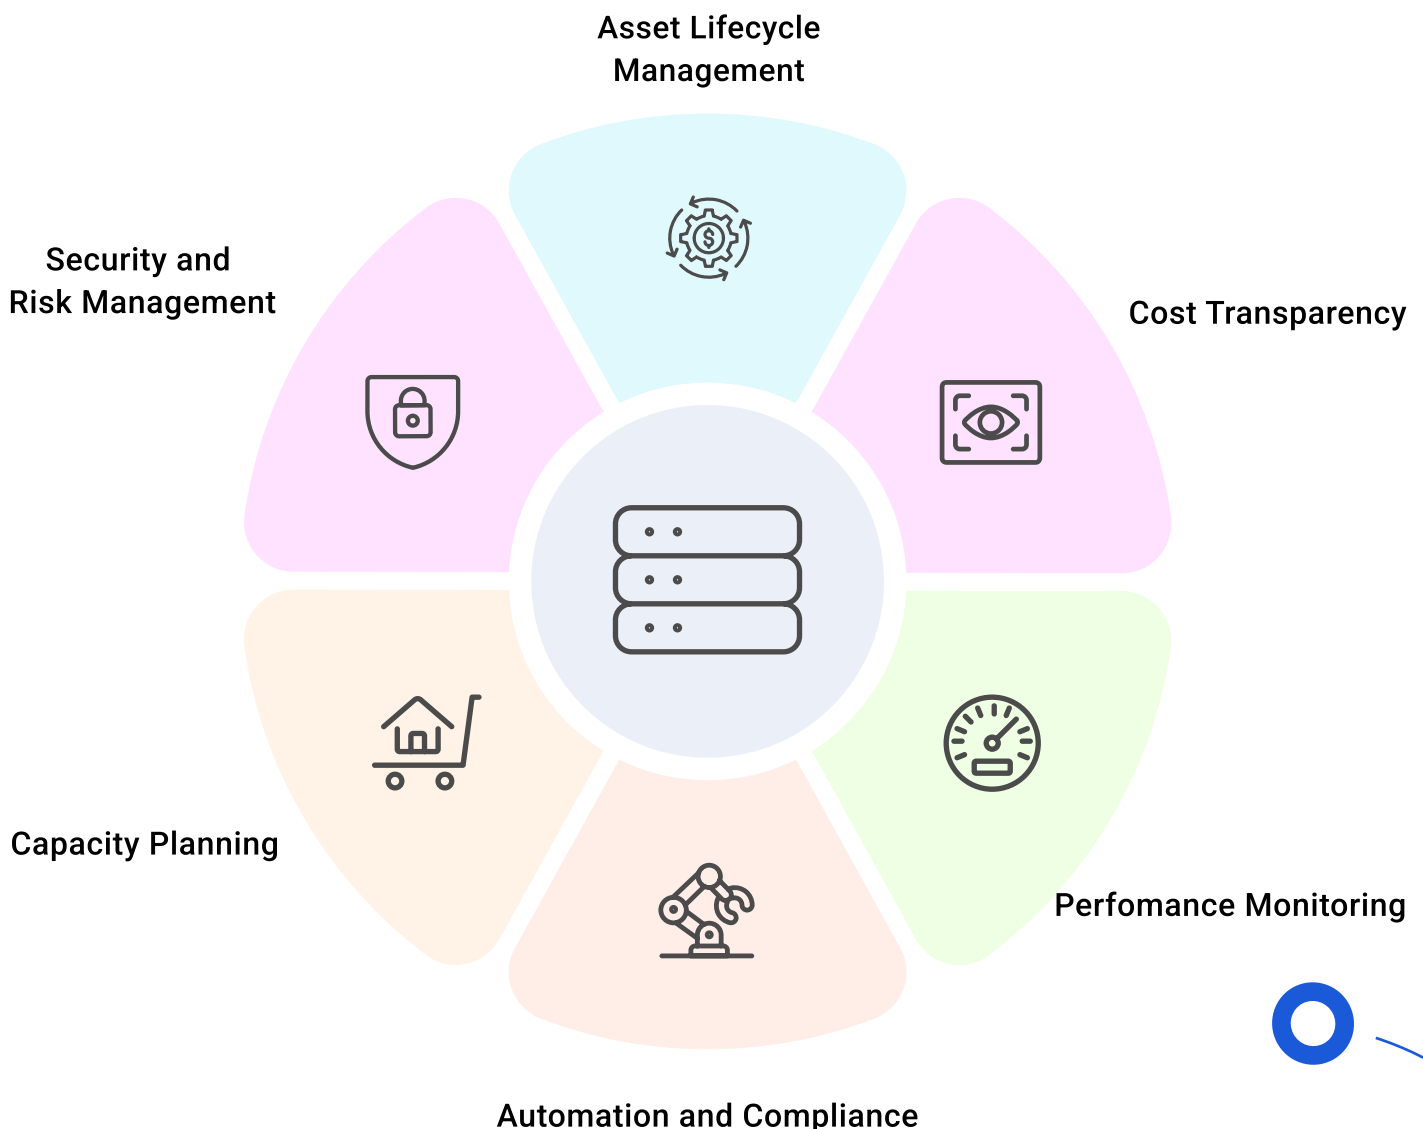 Asset Lifecycle
Management
Security and
Risk Management
Cost Transparency
Capacity Planning
Perfomance Monitoring
Automation and Compliance